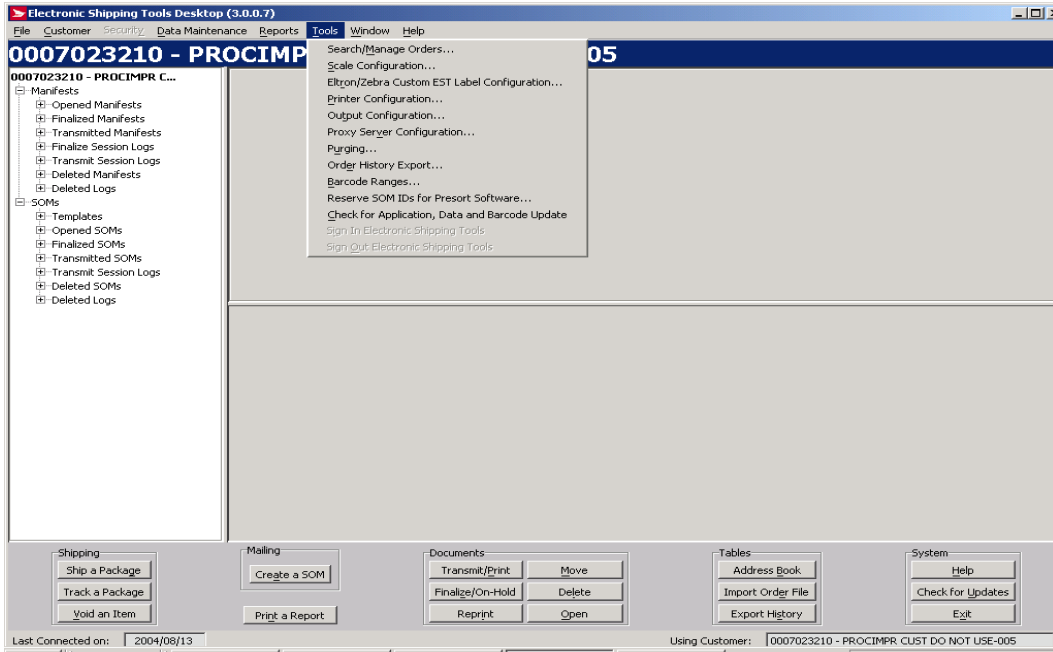 Electronic Shipping Tools Desktop (3.0.0.7)
File Customer Security Data Maintenance Reports Tools Window Help
0007023210 - PROCIMP 05
0007023210 - PROCIMPR C...
Manifests
Opened Manifests
Finalized Manifests
Transmitted Manifests
Finalize Session Logs
Transmit Session Logs
Deleted Manifests
Deleted Logs
SOMs
Templates
Opened SOMs
Finalized SOMs
Transmitted SOMs
Transmit Session Logs
Deleted SOMs
Deleted Logs
Search/Manage Orders...
Scale Configuration...
Eltron/Zebra Custom EST Label Configuration...
Printer Configuration...
Output Configuration...
Proxy Server Configuration...
Purging...
Order History Export...
Barcode Ranges...
Reserve SOM IDs for Presort Software...
Check for Application, Data and Barcode Update
Sign In Electronic Shipping Tools
Sign Out Electronic Shipping Tools
Shipping
Ship a Package
Track a Package
Void an Item
Mailing
Create a SOM
Print a Report
Documents
Transmit/Print Move
Finalize/On-Hold Delete
Reprint Open
Tables
Address Book
Import Order File
Export History
System
Help
Check for Updates
Exit
Last Connected on: 2004/08/13
Using Customer: 0007023210 - PROCIMPR CUST DO NOT USE-005